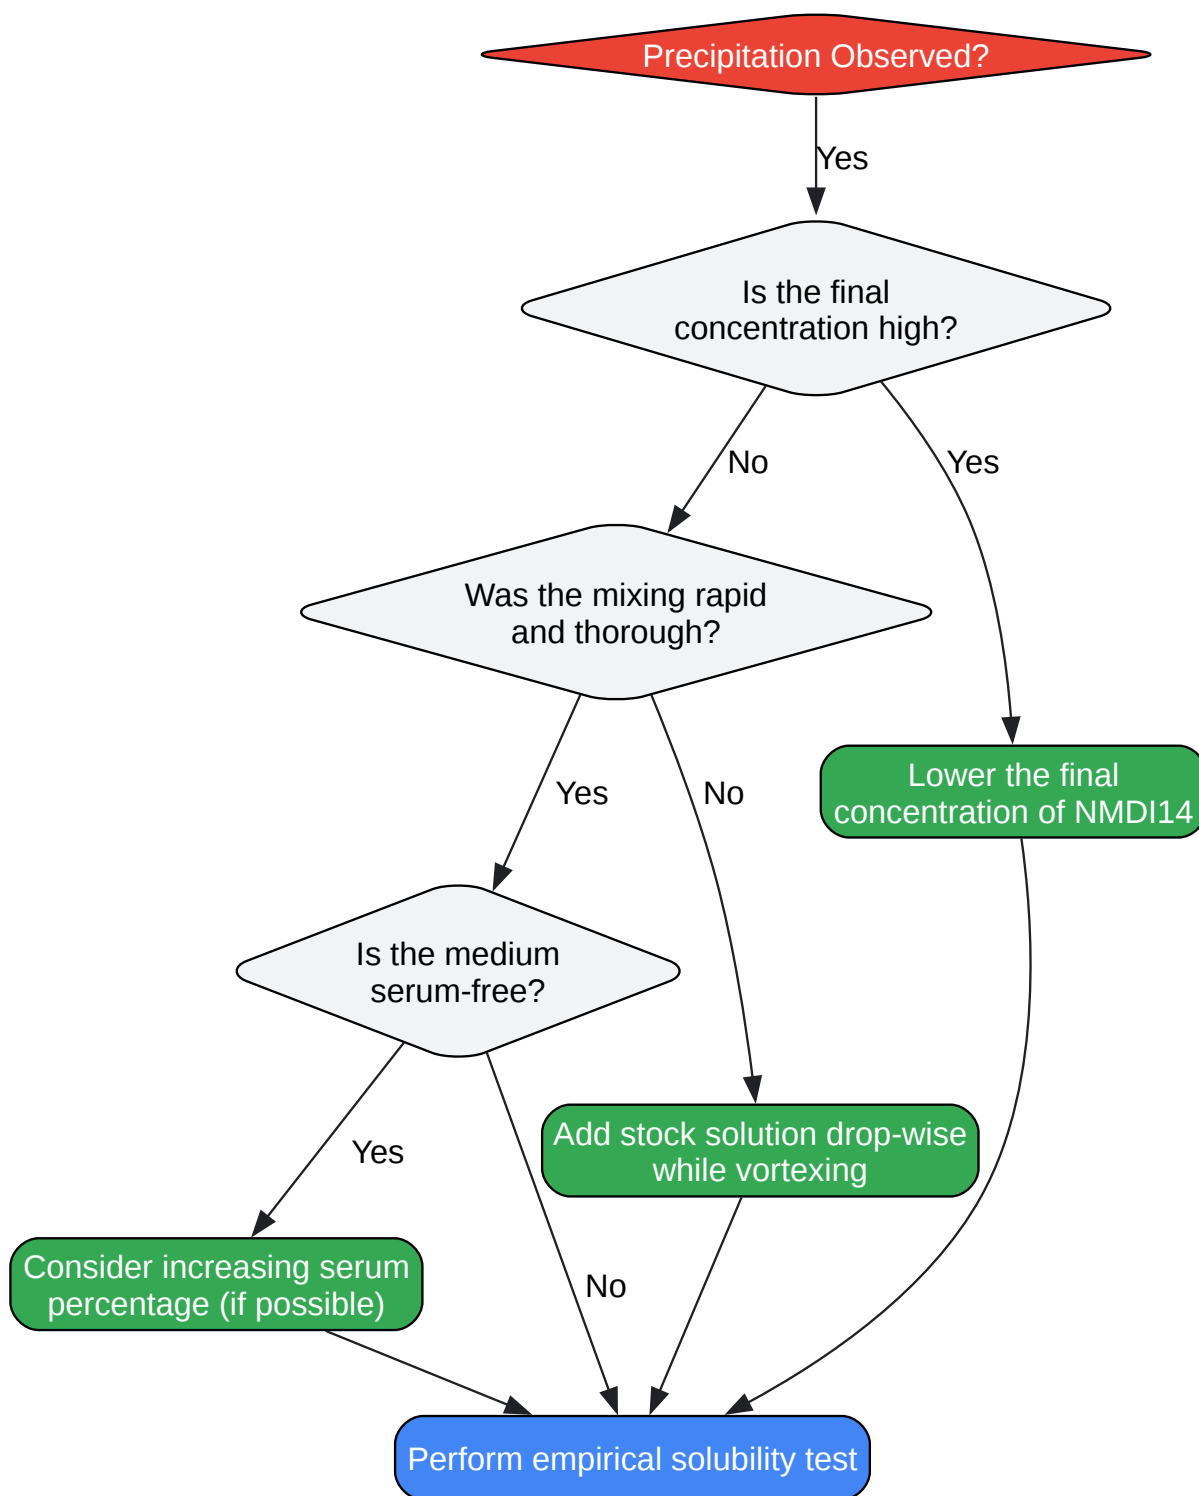 Precipitation Observed?
Yes
Is the final
concentration high?
No
Yes
Was the mixing rapid
and thorough?
Lower the final
concentration of NMDI14
Yes
No
Is the medium
serum-free?
Add stock solution drop-wise
while vortexing
Yes
Consider increasing serum
percentage (if possible)
No
Perform empirical solubility test